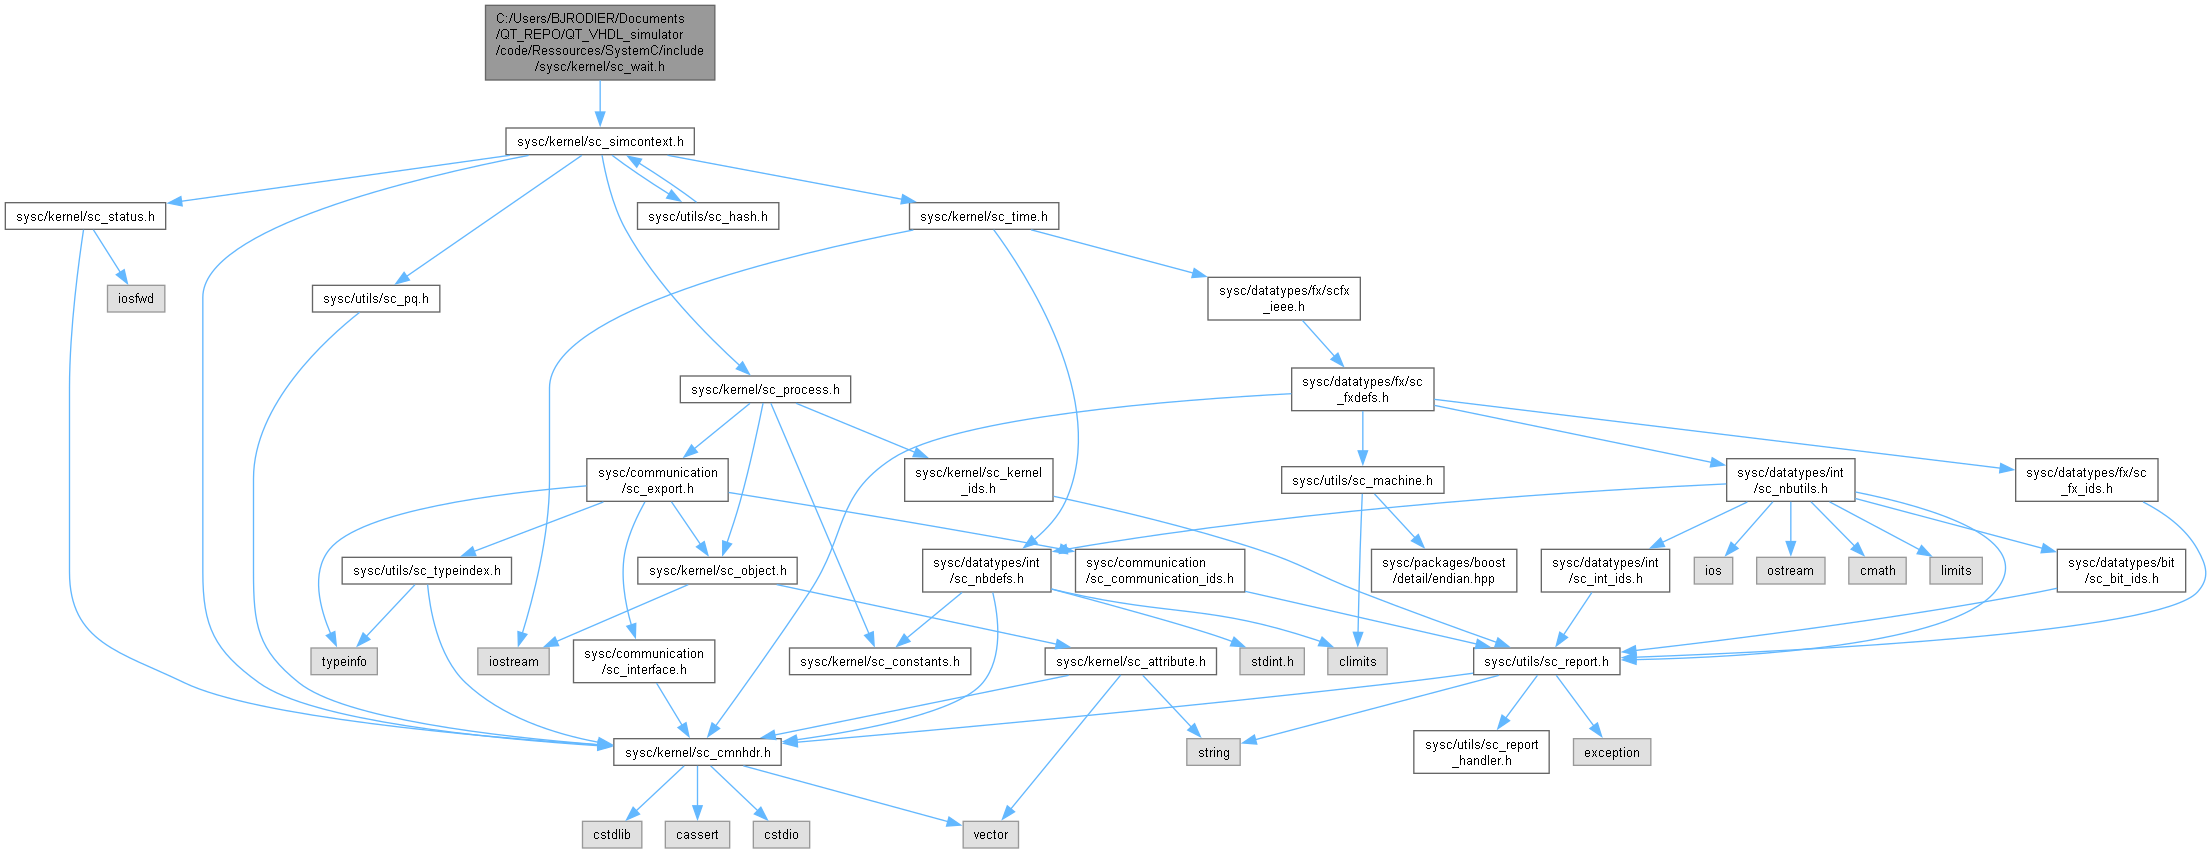 C:/Users/BJRODIER/Documents
/QT_REPO/QT_VHDL_simulator
/code/Ressources/SystemC/include
/sysc/kernel/sc_wait.h
sysc/kernel/sc_simcontext.h
sysc/kernel/sc_status.h
sysc/utils/sc_hash.h
sysc/kernel/sc_time.h
iosfwd
sysc/utils/sc_pq.h
sysc/datatypes/fx/scfx
_ieee.h
sysc/kernel/sc_process.h
sysc/datatypes/fx/sc
_fxdefs.h
sysc/communication
/sc_export.h
sysc/kernel/sc_kernel
_ids.h
sysc/utils/sc_machine.h
sysc/datatypes/int
/sc_nbutils.h
sysc/datatypes/fx/sc
_fx_ids.h
sysc/utils/sc_typeindex.h
sysc/kernel/sc_object.h
sysc/datatypes/int
/sc_nbdefs.h
sysc/communication
/sc_communication_ids.h
sysc/packages/boost
/detail/endian.hpp
sysc/datatypes/int
/sc_int_ids.h
ios
ostream
cmath
limits
sysc/datatypes/bit
/sc_bit_ids.h
typeinfo
iostream
sysc/communication
/sc_interface.h
sysc/kernel/sc_constants.h
sysc/kernel/sc_attribute.h
stdint.h
climits
sysc/utils/sc_report.h
sysc/kernel/sc_cmnhdr.h
string
sysc/utils/sc_report
_handler.h
exception
cstdlib
cassert
cstdio
vector